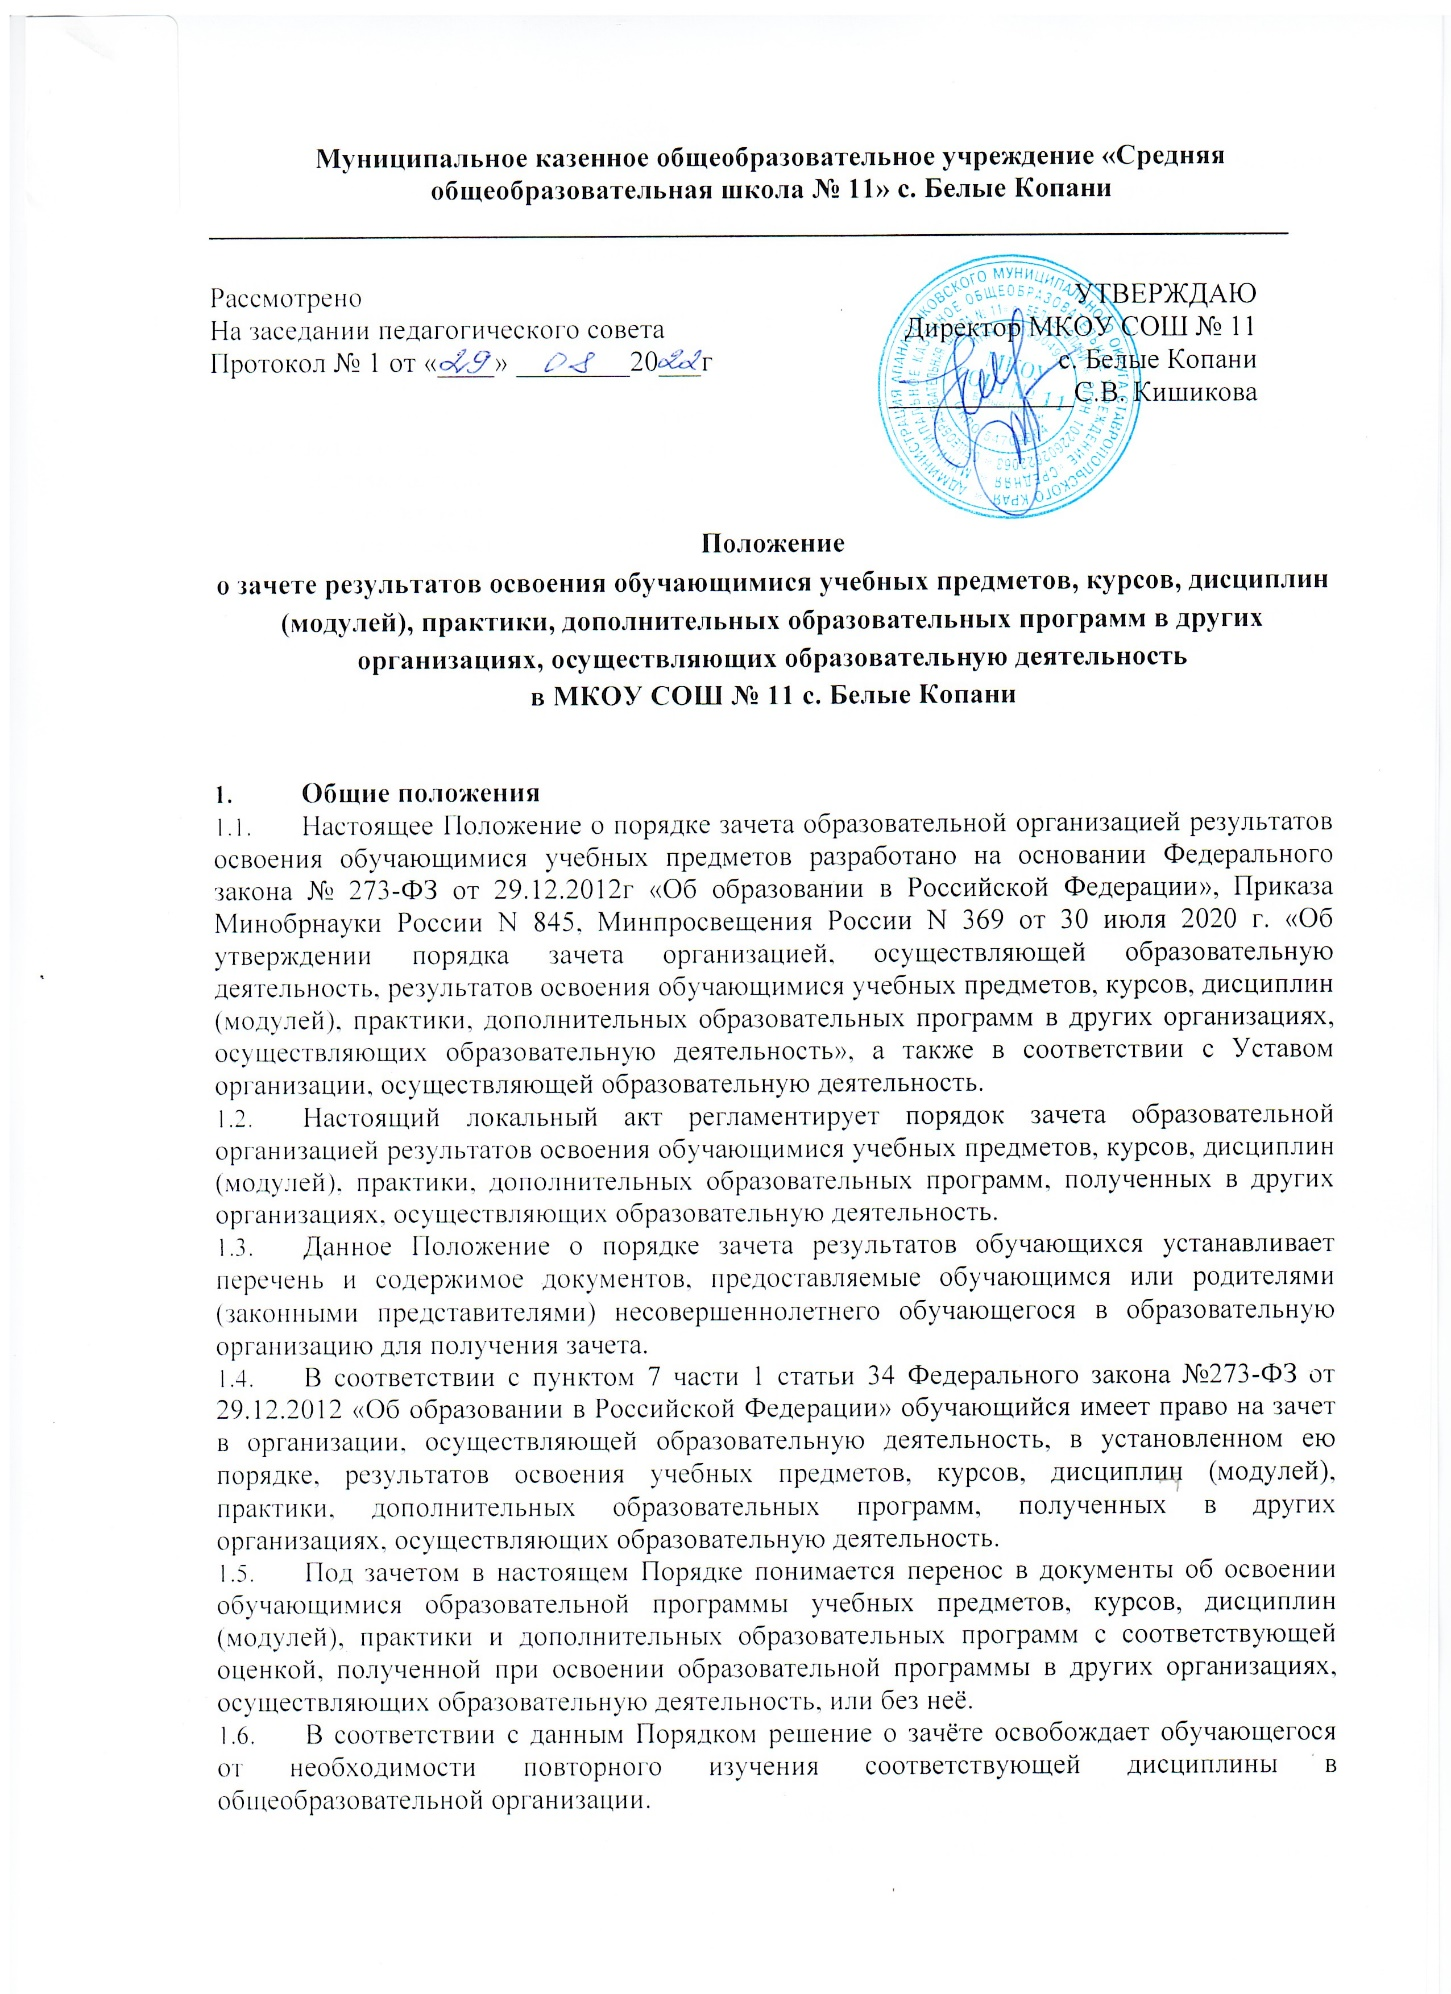 Муниципальное казенное общеобразовательное учреждение «Средняя
общеобразовательная школа № 11» с. Белые Копани
Рассмотрено
На заседании педагогического совета
Протокол № 1 от «29» 08 2022г
УТВЕРЖДАЮ
Директор МКОУ СОШ № 11
с. Белые Копани
С.В. Кишикова
Положение
о зачете результатов освоения обучающимися учебных предметов, курсов, дисциплин
(модулей), практики, дополнительных образовательных программ в других
организациях, осуществляющих образовательную деятельность
в МКОУ СОШ № 11 с. Белые Копани
1. Общие положения
1.1. Настоящее Положение о порядке зачета образовательной организацией результатов
освоения обучающимися учебных предметов разработано на основании Федерального
закона № 273-ФЗ от 29.12.2012г «Об образовании в Российской Федерации», Приказа
Минобрнауки России N 845, Минпросвещения России N 369 от 30 июля 2020 г. «Об
утверждении порядка зачета организацией, осуществляющей образовательную
деятельность, результатов освоения обучающимися учебных предметов, курсов, дисциплин
(модулей), практики, дополнительных образовательных программ в других организациях,
осуществляющих образовательную деятельность», а также в соответствии с Уставом
организации, осуществляющей образовательную деятельность.
1.2. Настоящий локальный акт регламентирует порядок зачета образовательной
организацией результатов освоения обучающимися учебных предметов, курсов, дисциплин
(модулей), практики, дополнительных образовательных программ, полученных в других
организациях, осуществляющих образовательную деятельность.
1.3. Данное Положение о порядке зачета результатов обучающихся устанавливает
перечень и содержимое документов, предоставляемые обучающимся или родителями
(законными представителями) несовершеннолетнего обучающегося в образовательную
организацию для получения зачета.
1.4. В соответствии с пунктом 7 части 1 статьи 34 Федерального закона №273-ФЗ от
29.12.2012 «Об образовании в Российской Федерации» обучающийся имеет право на зачет
в организации, осуществляющей образовательную деятельность, в установленном ею
порядке, результатов освоения учебных предметов, курсов, дисциплин (модулей),
практики, дополнительных образовательных программ, полученных в других
организациях, осуществляющих образовательную деятельность.
1.5. Под зачетом в настоящем Порядке понимается перенос в документы об освоении
обучающимися образовательной программы учебных предметов, курсов, дисциплин
(модулей), практики и дополнительных образовательных программ с соответствующей
оценкой, полученной при освоении образовательной программы в других организациях,
осуществляющих образовательную деятельность, или без неё.
1.6. В соответствии с данным Порядком решение о зачёте освобождает обучающегося
от необходимости повторного изучения соответствующей дисциплины в
общеобразовательной организации.